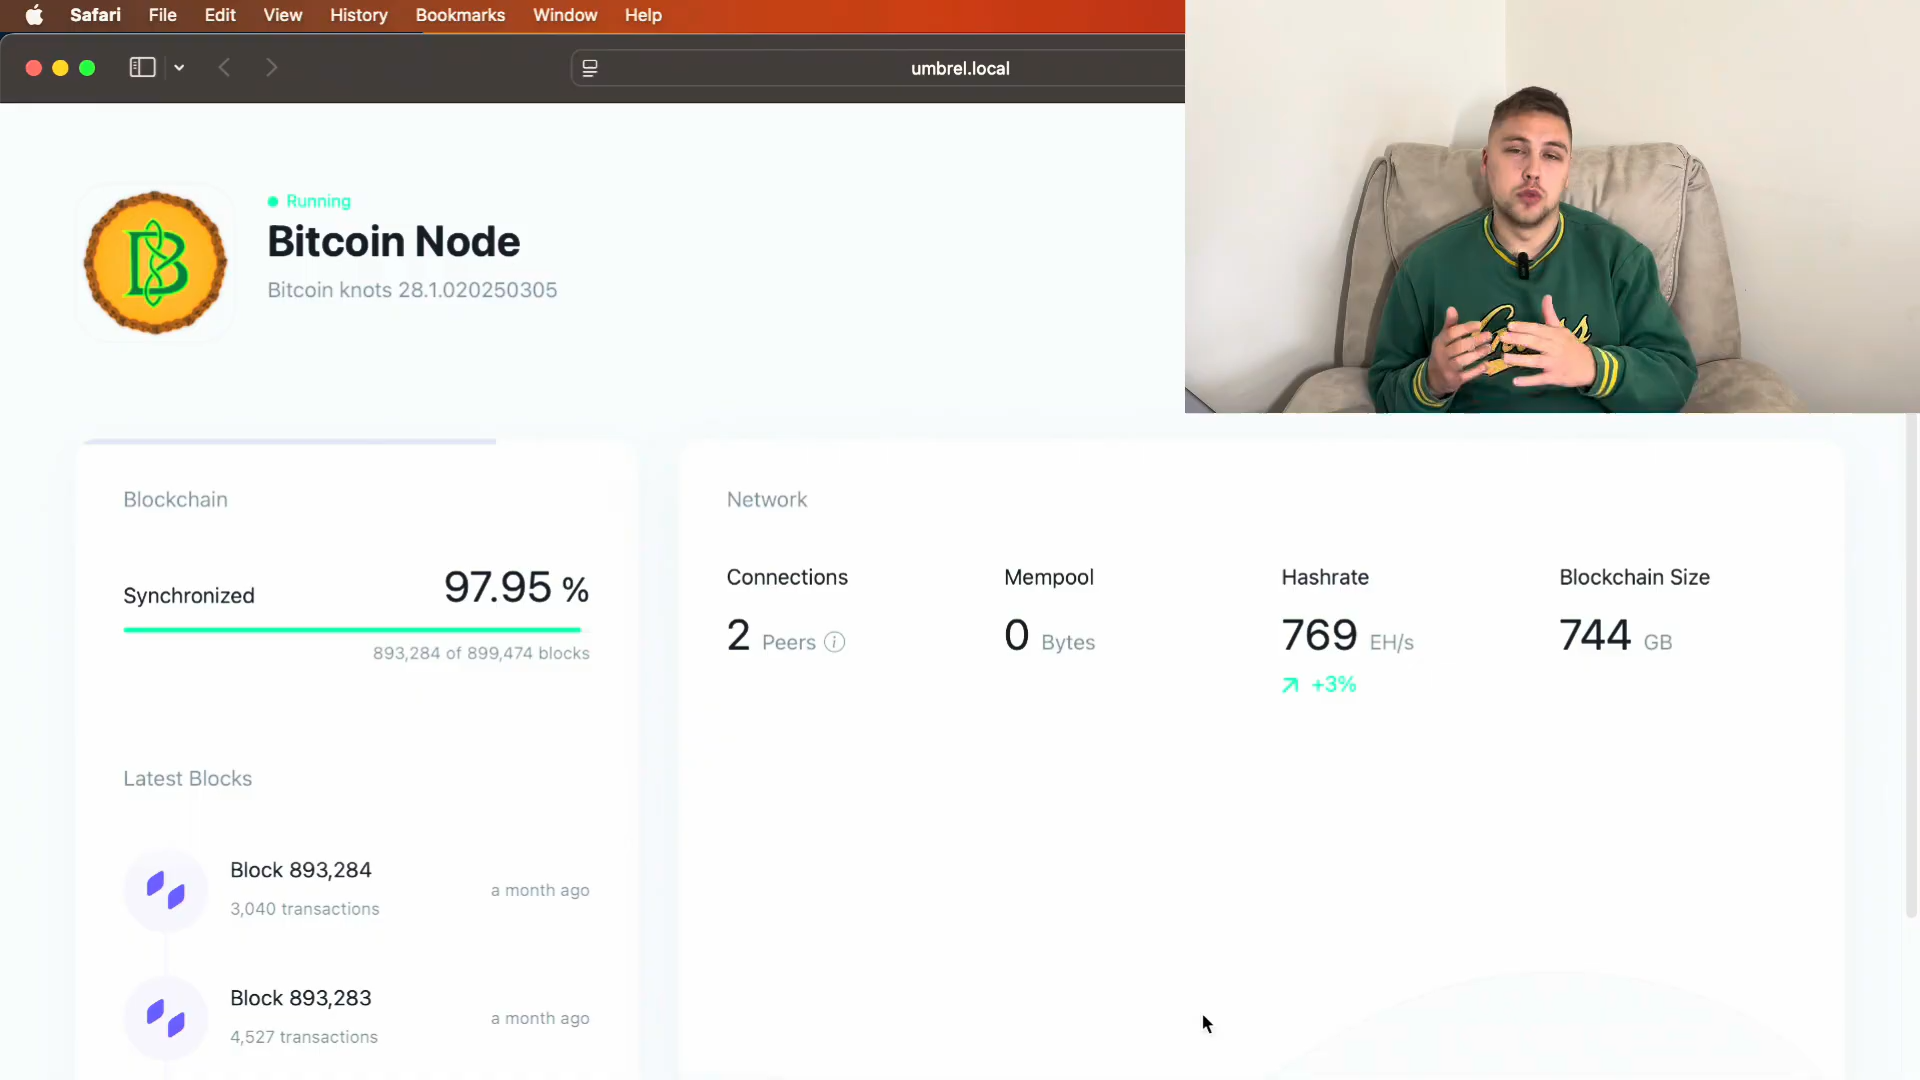 Safari File Edit View History Bookmarks Window Help
umbrel.local
Running
Bitcoin Node
Bitcoin knots 28.1.020250305
Blockchain
Synchronized 97.95 %
893,284 of 899,474 blocks
Latest Blocks
Block 893,284
3,040 transactions
a month ago
Block 893,283
4,527 transactions
a month ago
Network
Connections
2 Peers
Mempool
0 Bytes
Hashrate
769 EH/s
+3%
Blockchain Size
744 GB